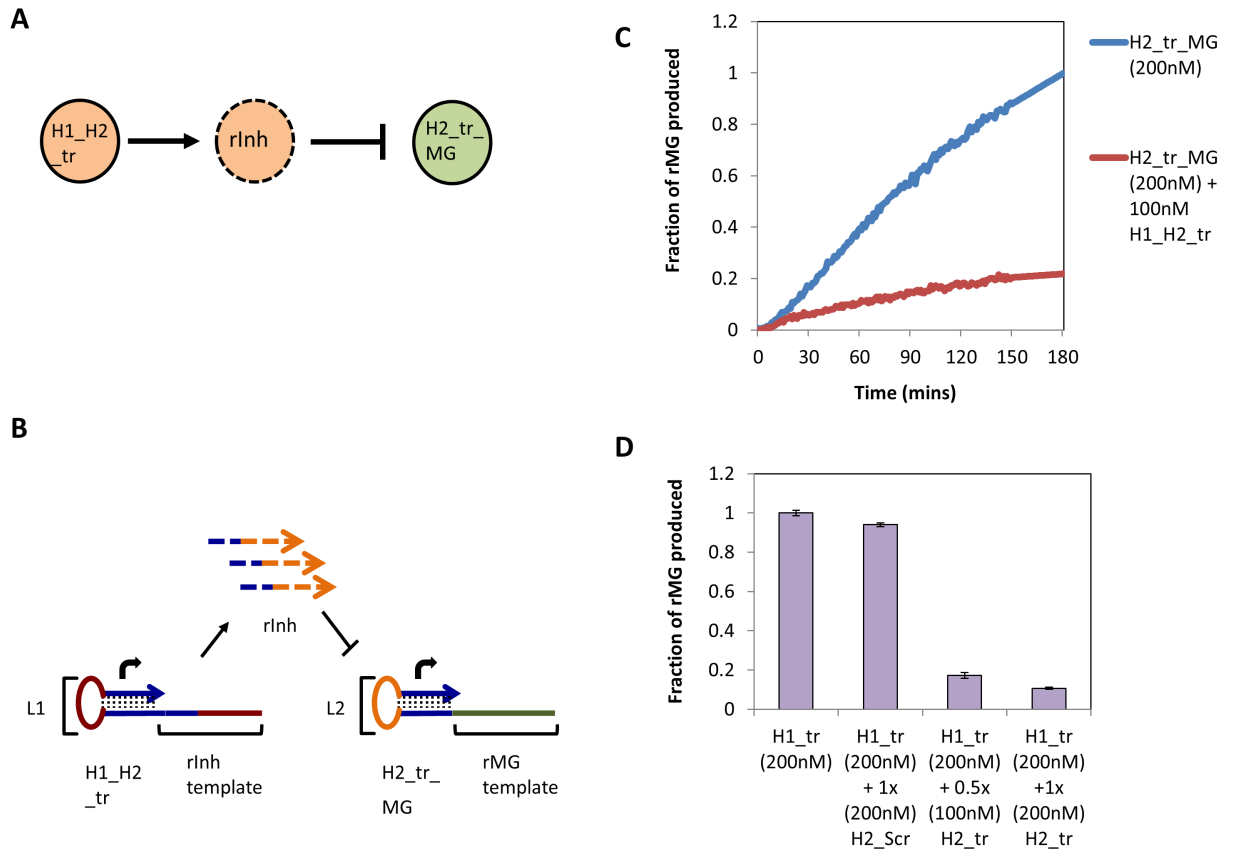 A
H1_H2
_tr
rInh
H2_tr_
MG
B
rInh
L1
L2
H1_H2
_tr
rInh
template
H2_tr_
MG
rMG
template
C
Fraction of rMG produced
1.2
1
0.8
0.6
0.4
0.2
0
0 30 60 90 120 150 180
Time (mins)
H2_tr_MG
(200nM)
H2_tr_MG
(200nM) +
100nM
H1_H2_tr
D
Fraction of rMG produced
1.2
1
0.8
0.6
0.4
0.2
0
H1_tr
(200nM)
H1_tr
(200nM)
+ 1x
(200nM)
H2_Scr
H1_tr
(200nM)
+ 0.5x
(100nM)
H2_tr
H1_tr
(200nM)
+1x
(200nM)
H2_tr